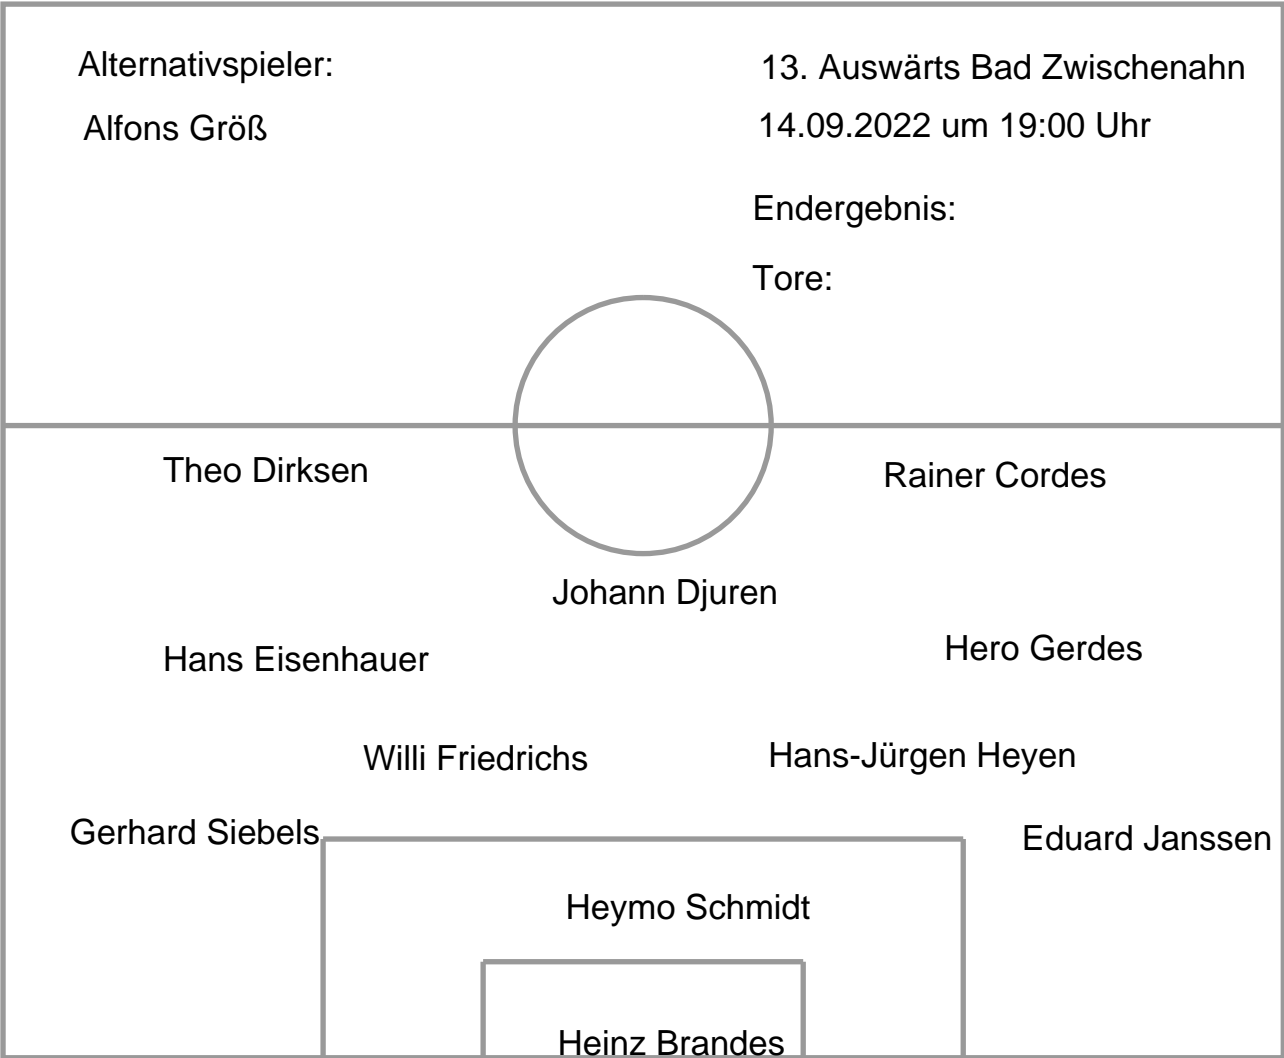 Alternativspieler:
Alfons Größ
13. Auswärts Bad Zwischenahn
14.09.2022 um 19:00 Uhr
Endergebnis:
Tore:
Theo Dirksen
Rainer Cordes
Johann Djuren
Hans Eisenhauer
Hero Gerdes
Willi Friedrichs
Hans-Jürgen Heyen
Gerhard Siebels
Eduard Janssen
Heymo Schmidt
Heinz Brandes